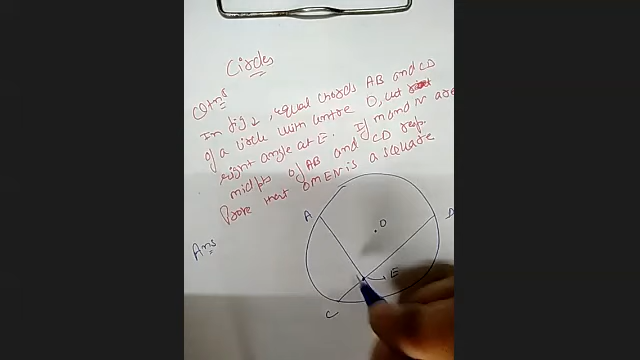 Circles
Qtns
In fig 2, equal chords AB and CD
of a circle with centre O, cut
right angle at E. If M and N are
midpts of AB and CD resp.
Prove that OMEN is a square
Ans
A
O
D
E
C